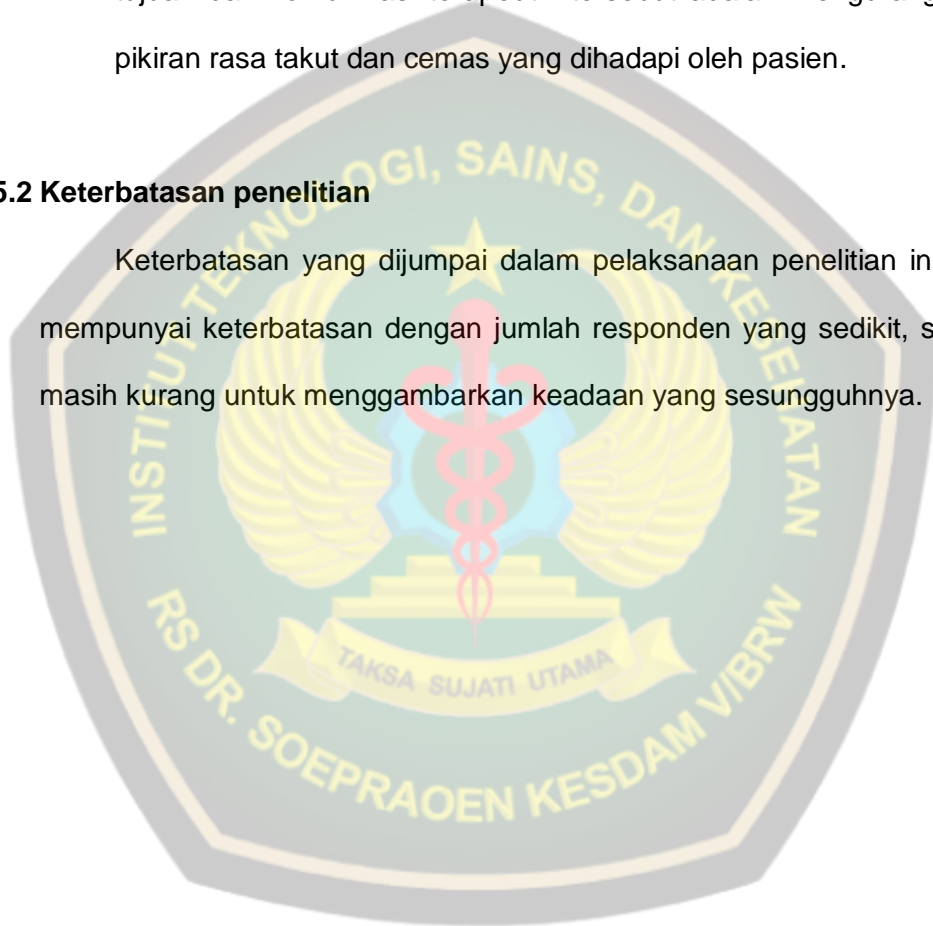 pikiran rasa takut dan cemas yang dihadapi oleh pasien.
5.2 Keterbatasan penelitian
Keterbatasan yang dijumpai dalam pelaksanaan penelitian
mempunyai keterbatasan dengan jumlah responden yang sedikit,
masih kurang untuk menggambarkan keadaan yang sesungguhnya.
INSTITUT TEKNOLOGI, SAINS, DAN KESEHATAN
TAKSA SUJATI UTAMA
RS DR. SOEPRAOEN KESDAM V/BRW